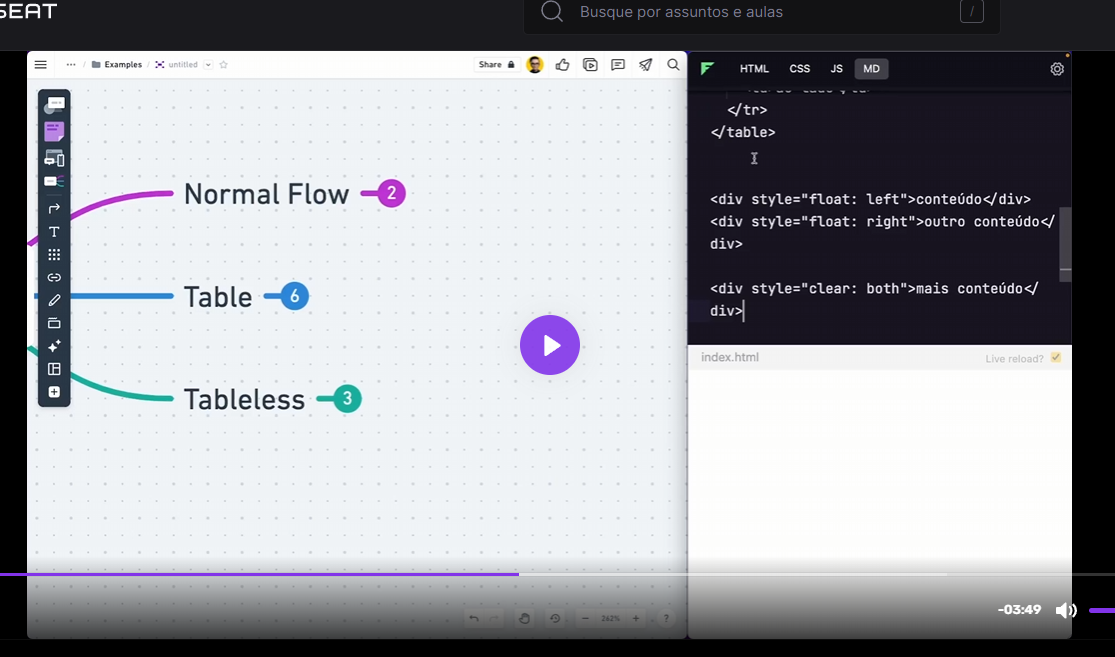 SEAT
Busque por assuntos e aulas
/
... / Examples / untitled
Share
HTML CSS JS MD
</tr>
</table>
<div style="float: left">conteúdo</div>
<div style="float: right">outro conteúdo</
div>
<div style="clear: both">mais conteúdo</
div>
Normal Flow 2
Table 6
Tableless 3
T
index.html
Live reload?
-03:49
− 262% + ?